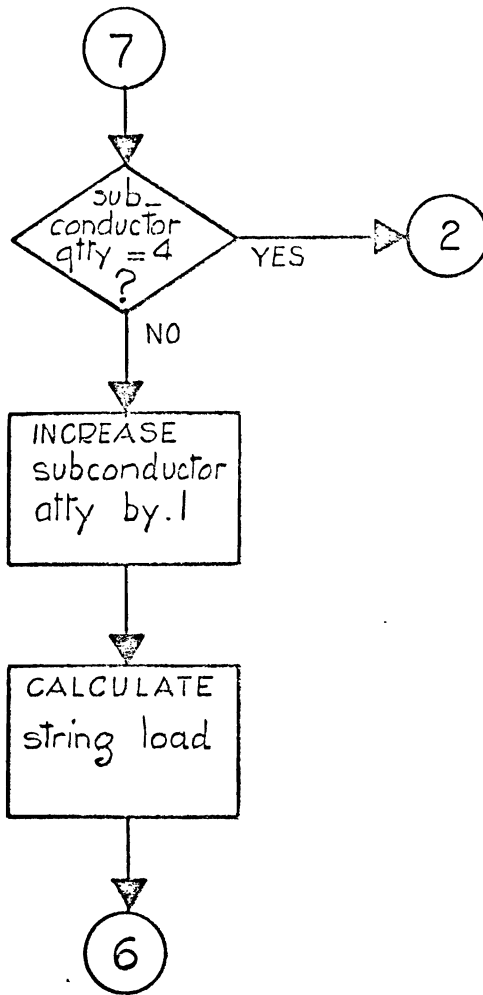 7
sub_
conductor
qtty = 4
?
YES
2
NO
INCREASE
subconductor
qtty by.1
CALCULATE
string load
6